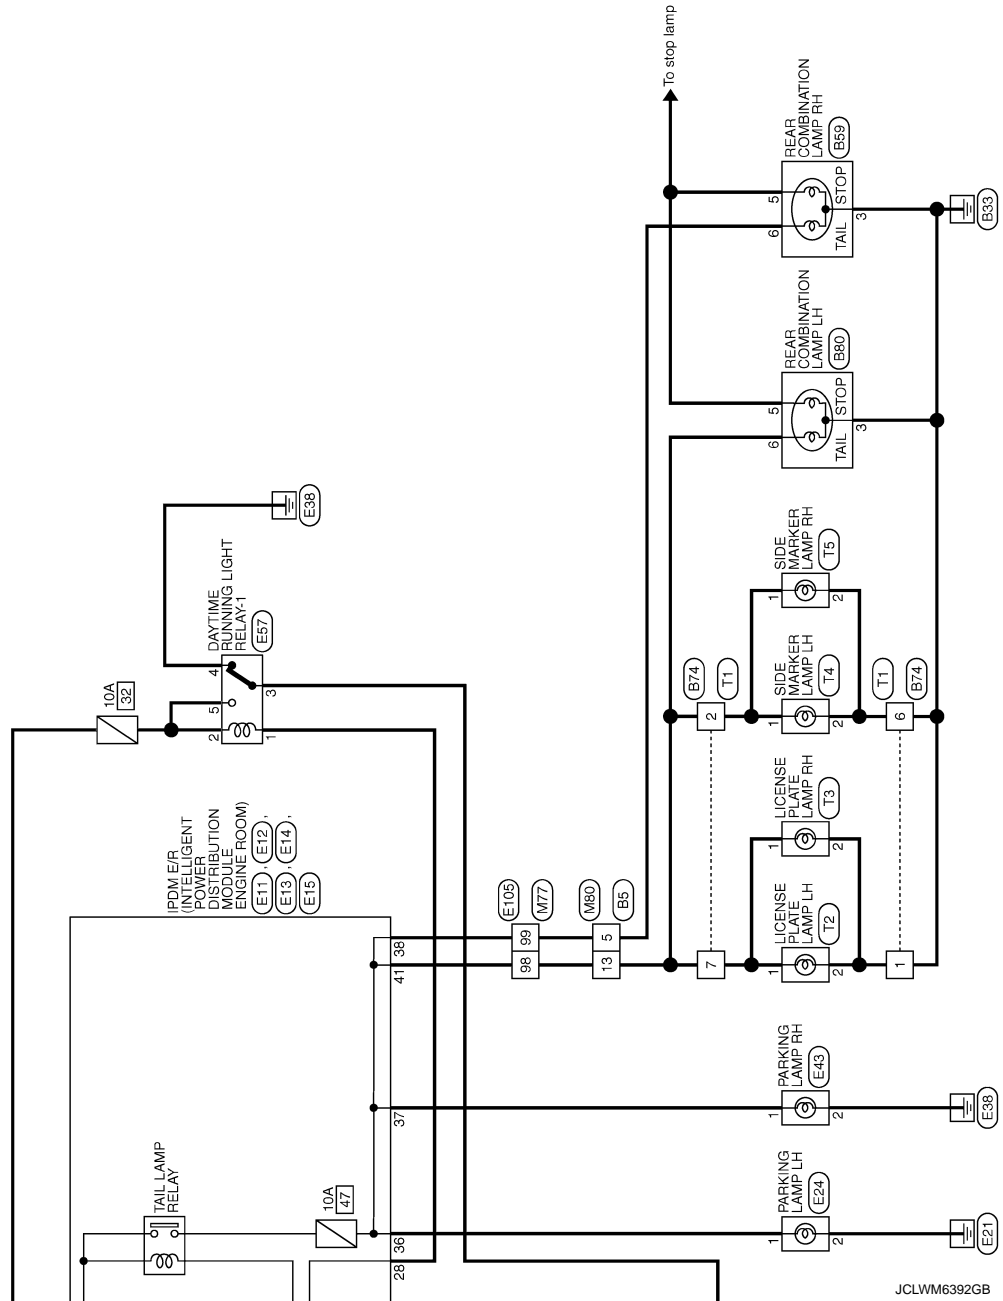 To stop lamp
REAR
COMBINATION
LAMP RH
B59
5
6
STOP
TAIL
3
B33
REAR
COMBINATION
LAMP LH
B80
5
6
STOP
TAIL
3
E38
DAYTIME
RUNNING LIGHT
RELAY-1
E57
10A
32
4
5
2
3
1
SIDE
MARKER
LAMP RH
T5
1
2
B74
T1
2
SIDE
MARKER
LAMP LH
T4
1
2
T1
B74
6
LICENSE
PLATE
LAMP RH
T3
1
2
LICENSE
PLATE
LAMP LH
T2
7
1
2
1
IPDM E/R
(INTELLIGENT
POWER
DISTRIBUTION
MODULE
ENGINE ROOM)
E11 , E12 ,
E13 , E14 ,
E15
38
41
E105
M77
99
98
M80
B5
5
13
37
PARKING
LAMP RH
E43
1
2
E38
TAIL LAMP
RELAY
10A
47
36
28
PARKING
LAMP LH
E24
1
2
E21
JCLWM6392GB